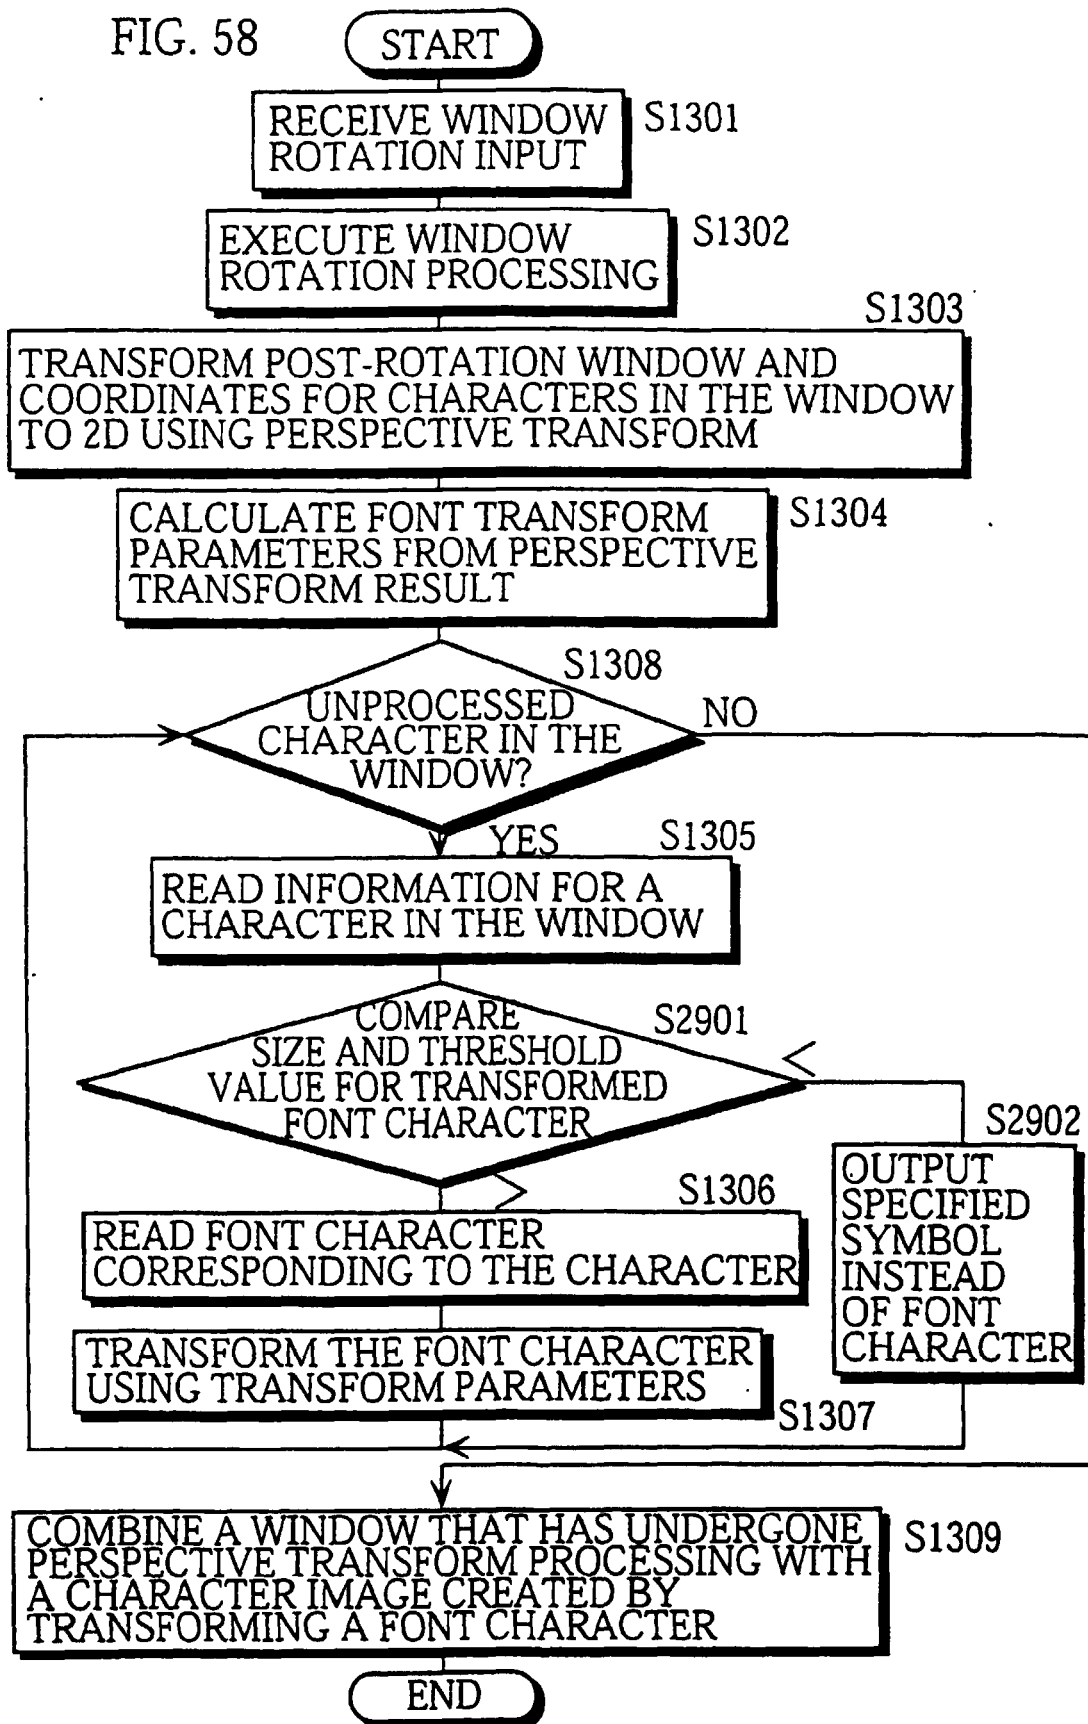 FIG. 58
START
RECEIVE WINDOW
ROTATION INPUT
S1301
EXECUTE WINDOW
ROTATION PROCESSING
S1302
S1303
TRANSFORM POST-ROTATION WINDOW AND
COORDINATES FOR CHARACTERS IN THE WINDOW
TO 2D USING PERSPECTIVE TRANSFORM
CALCULATE FONT TRANSFORM
PARAMETERS FROM PERSPECTIVE
TRANSFORM RESULT
S1304
S1308
UNPROCESSED
CHARACTER IN THE
WINDOW?
NO
YES
S1305
READ INFORMATION FOR A
CHARACTER IN THE WINDOW
COMPARE
SIZE AND THRESHOLD
VALUE FOR TRANSFORMED
FONT CHARACTER
S2901
<
>
S2902
OUTPUT
SPECIFIED
SYMBOL
INSTEAD
OF FONT
CHARACTER
S1306
READ FONT CHARACTER
CORRESPONDING TO THE CHARACTER
TRANSFORM THE FONT CHARACTER
USING TRANSFORM PARAMETERS
S1307
COMBINE A WINDOW THAT HAS UNDERGONE
PERSPECTIVE TRANSFORM PROCESSING WITH
A CHARACTER IMAGE CREATED BY
TRANSFORMING A FONT CHARACTER
S1309
END